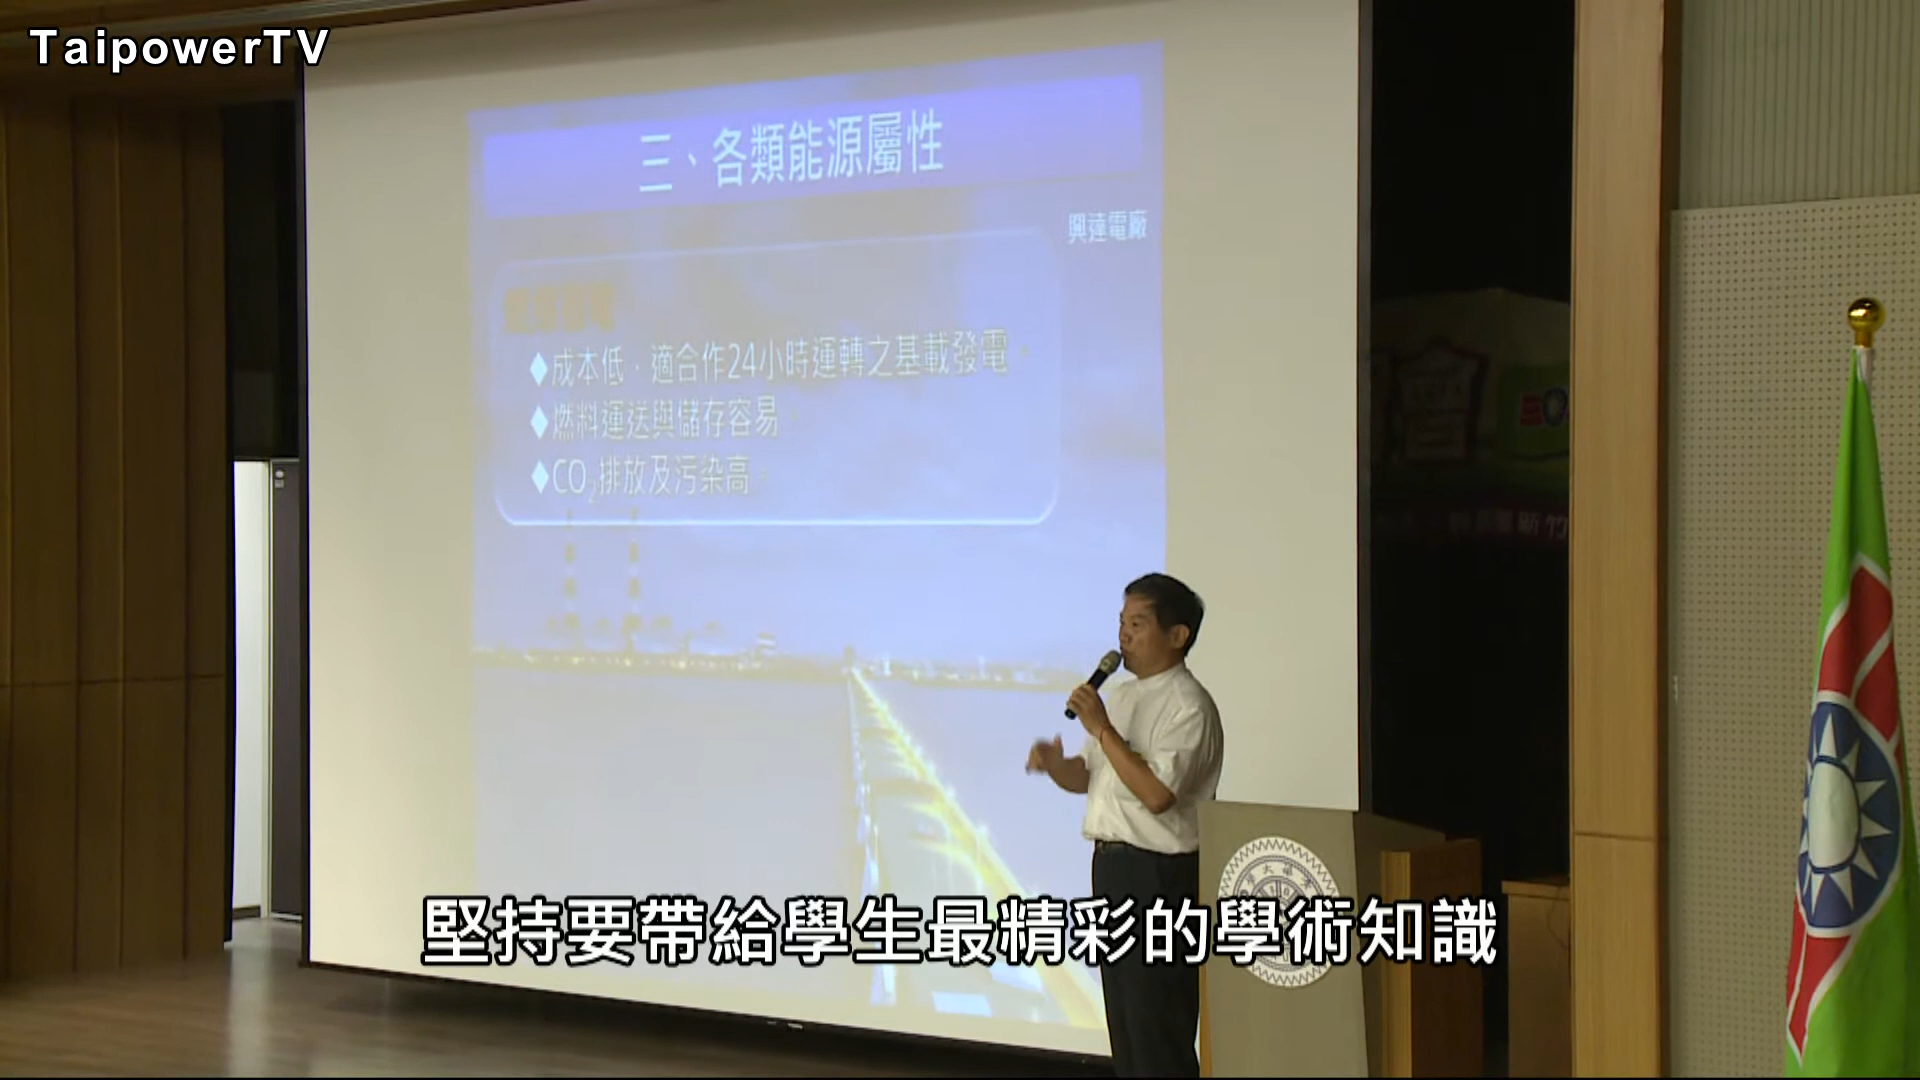 TaipowerTV
三、各類能源屬性
興達電廠
◆成本低，適合作24小時運轉之基載發電。
◆燃料運送與儲存容易。
◆CO₂排放及污染高。
堅持要帶給學生最精彩的學術知識